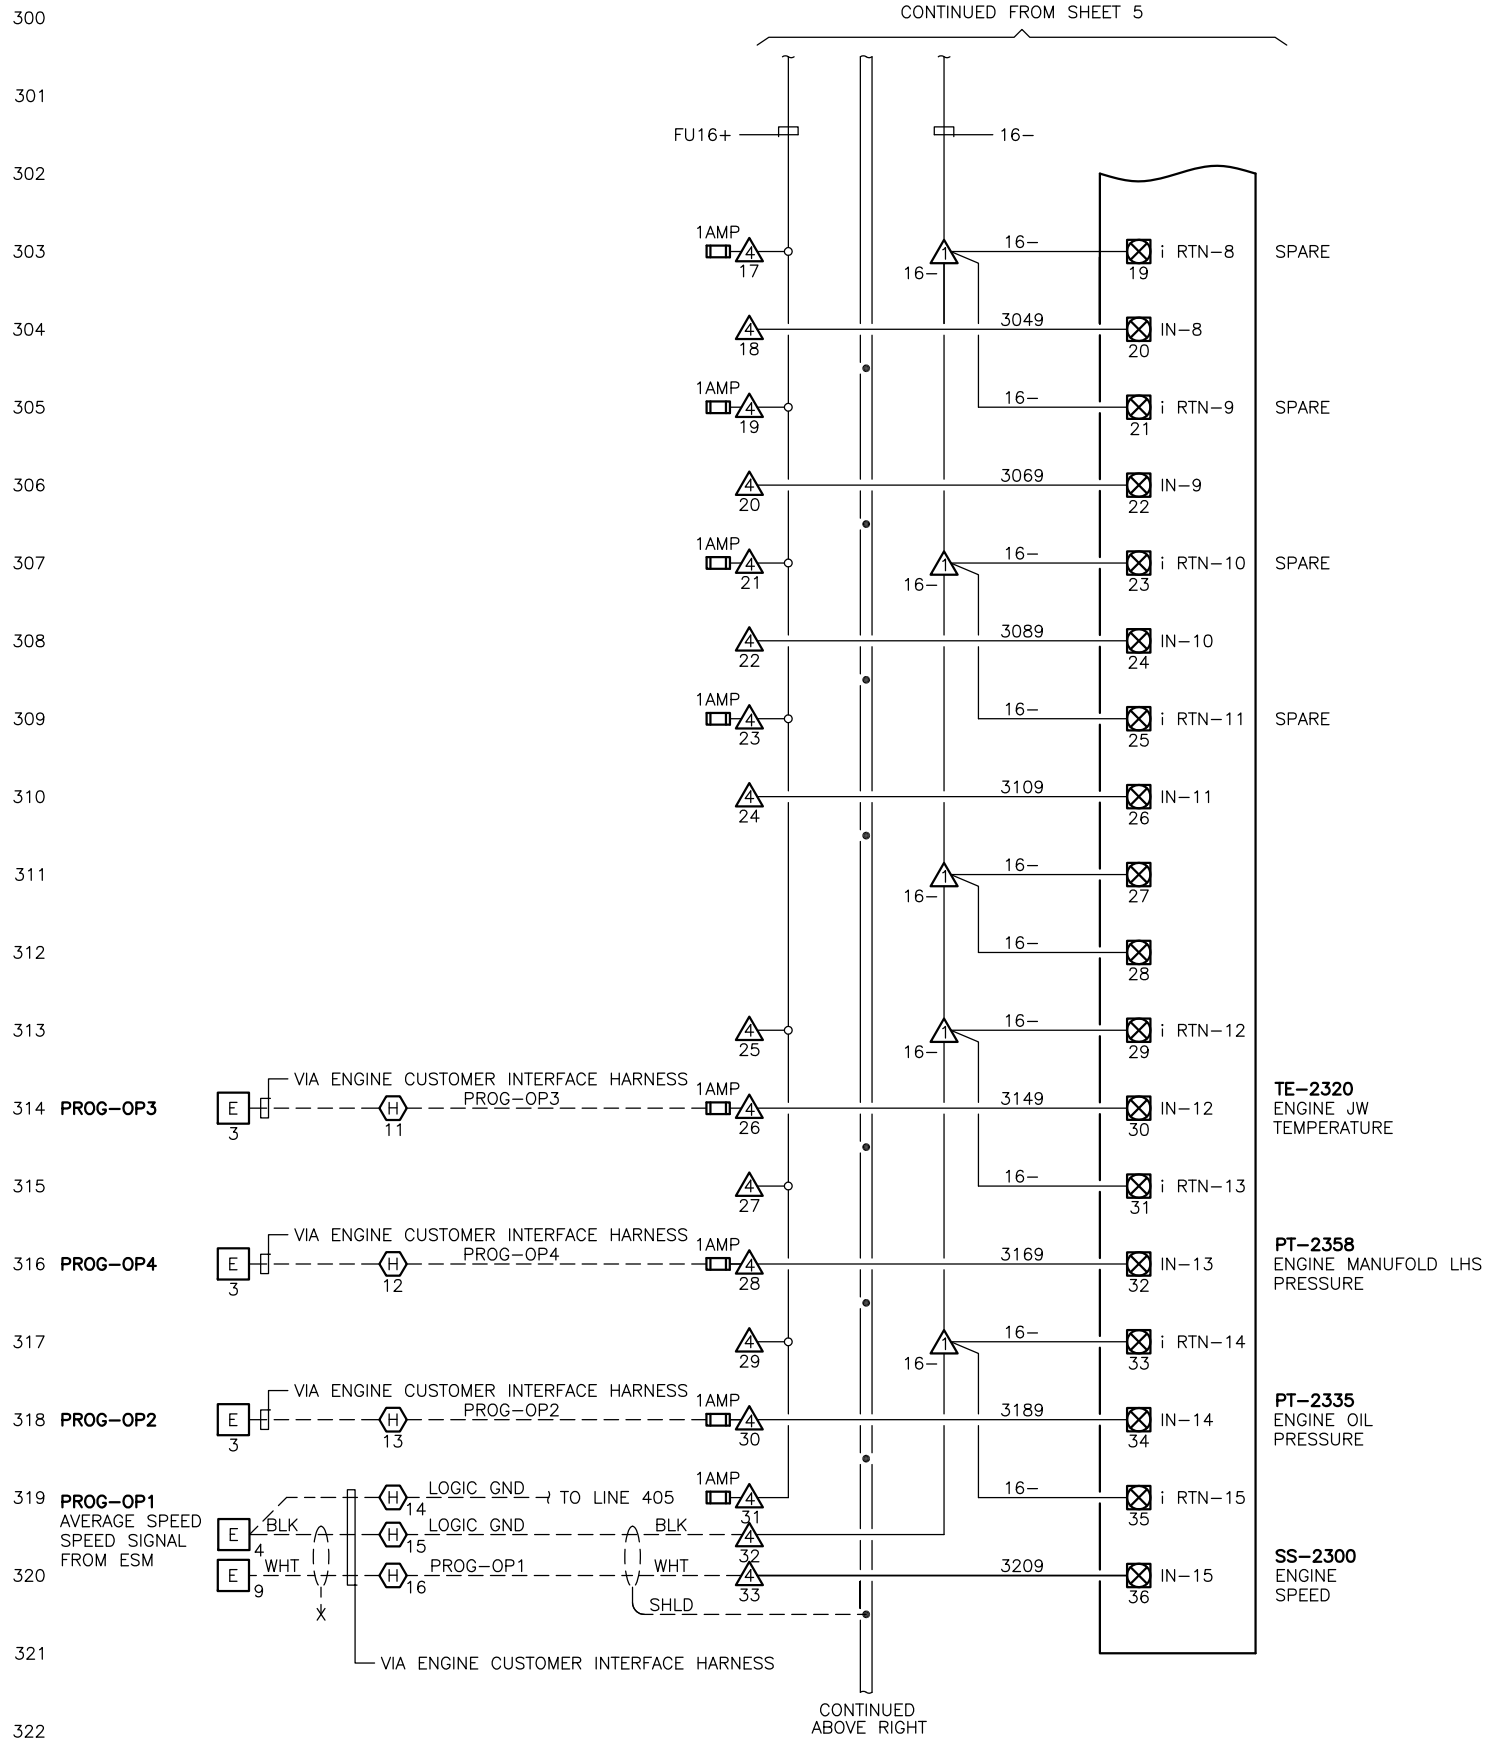 300
CONTINUED FROM SHEET 5
301
FU16+ 16-
302
303 1AMP 4 17 1 16- 16- 19 i RTN-8 SPARE
304 4 18 3049 20 IN-8
305 1AMP 4 19 16- 21 i RTN-9 SPARE
306 4 20 3069 22 IN-9
307 1AMP 4 21 1 16- 16- 23 i RTN-10 SPARE
308 4 22 3089 24 IN-10
309 1AMP 4 23 16- 25 i RTN-11 SPARE
310 4 24 3109 26 IN-11
311 1 16- 16- 27
312 16- 28
313 4 25 1 16- 16- 29 i RTN-12
VIA ENGINE CUSTOMER INTERFACE HARNESS
314 PROG-OP3 E 3 H 11 PROG-OP3 1AMP 4 26 3149 30 IN-12 TE-2320
ENGINE JW
TEMPERATURE
315 4 27 16- 31 i RTN-13
VIA ENGINE CUSTOMER INTERFACE HARNESS
316 PROG-OP4 E 3 H 12 PROG-OP4 1AMP 4 28 3169 32 IN-13 PT-2358
ENGINE MANUFOLD LHS
PRESSURE
317 4 29 1 16- 16- 33 i RTN-14
VIA ENGINE CUSTOMER INTERFACE HARNESS
318 PROG-OP2 E 3 H 13 PROG-OP2 1AMP 4 30 3189 34 IN-14 PT-2335
ENGINE OIL
PRESSURE
319 PROG-OP1 H 14 LOGIC GND TO LINE 405 1AMP 4 31 16- 35 i RTN-15
AVERAGE SPEED
SPEED SIGNAL
FROM ESM
E 4 BLK H 15 LOGIC GND BLK 4 32
320 E 9 WHT H 16 PROG-OP1 WHT 4 33 3209 36 IN-15 SS-2300
ENGINE
SPEED
SHLD
321
VIA ENGINE CUSTOMER INTERFACE HARNESS
CONTINUED
ABOVE RIGHT
322